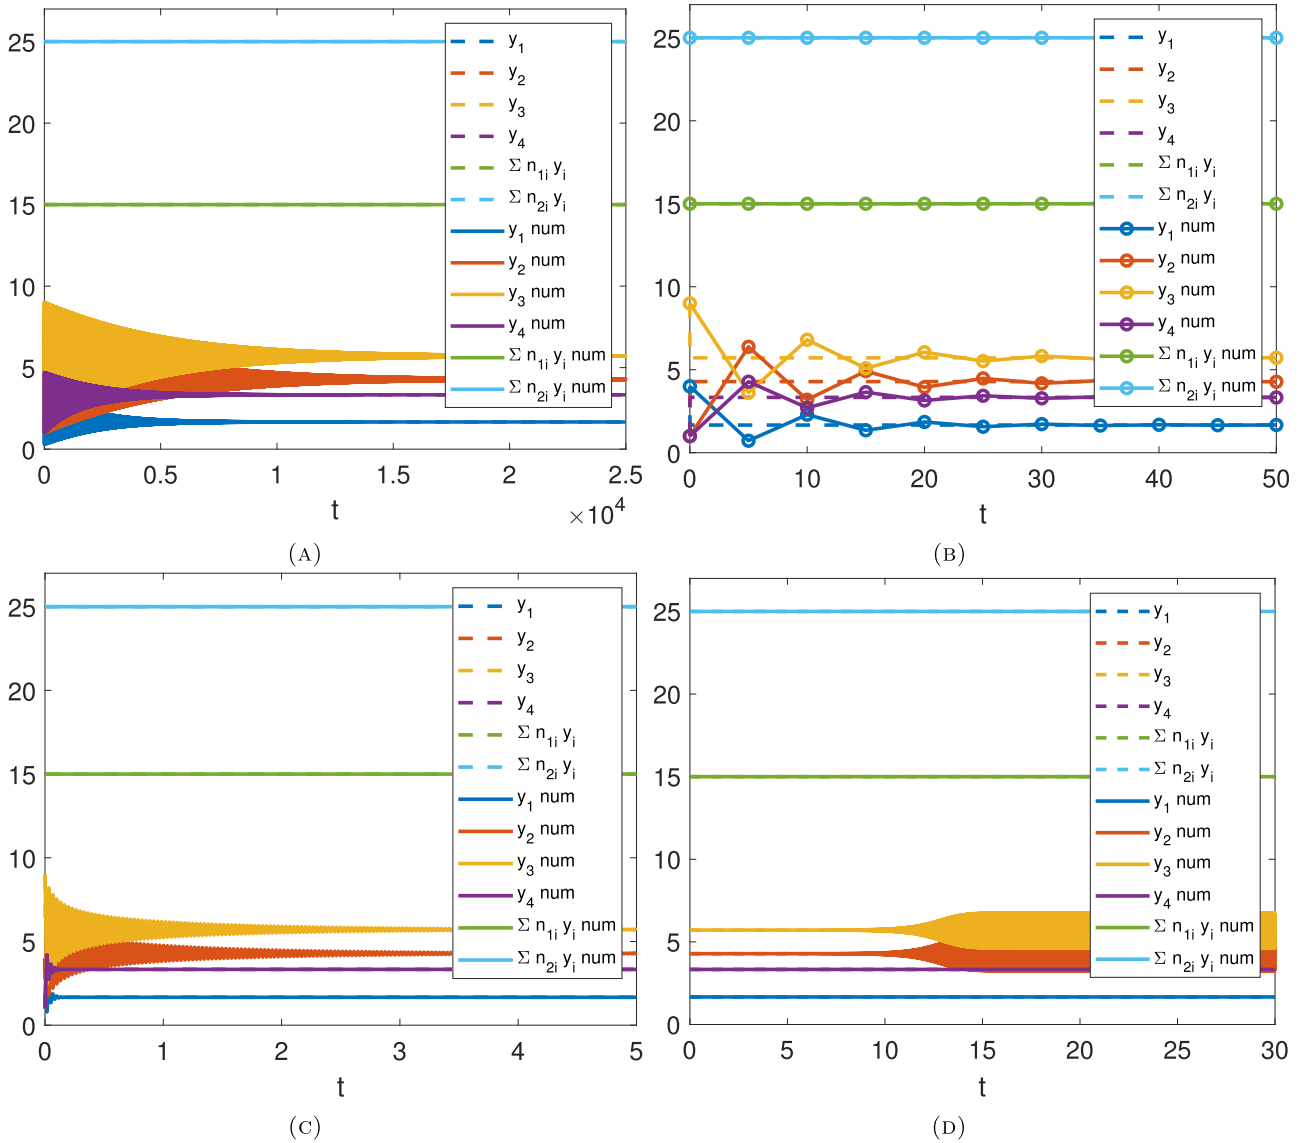 25
20
15
10
5
0
0 0.5 1 1.5 2 2.5
×10⁴
t
y₁
y₂
y₃
y₄
Σ n₁ᵢ yᵢ
Σ n₂ᵢ yᵢ
y₁ num
y₂ num
y₃ num
y₄ num
Σ n₁ᵢ yᵢ num
Σ n₂ᵢ yᵢ num
(A)
25
20
15
10
5
0
0 10 20 30 40 50
t
y₁
y₂
y₃
y₄
Σ n₁ᵢ yᵢ
Σ n₂ᵢ yᵢ
y₁ num
y₂ num
y₃ num
y₄ num
Σ n₁ᵢ yᵢ num
Σ n₂ᵢ yᵢ num
(B)
25
20
15
10
5
0
0 1 2 3 4 5
t
y₁
y₂
y₃
y₄
Σ n₁ᵢ yᵢ
Σ n₂ᵢ yᵢ
y₁ num
y₂ num
y₃ num
y₄ num
Σ n₁ᵢ yᵢ num
Σ n₂ᵢ yᵢ num
(C)
25
20
15
10
5
0
0 5 10 15 20 25 30
t
y₁
y₂
y₃
y₄
Σ n₁ᵢ yᵢ
Σ n₂ᵢ yᵢ
y₁ num
y₂ num
y₃ num
y₄ num
Σ n₁ᵢ yᵢ num
Σ n₂ᵢ yᵢ num
(D)